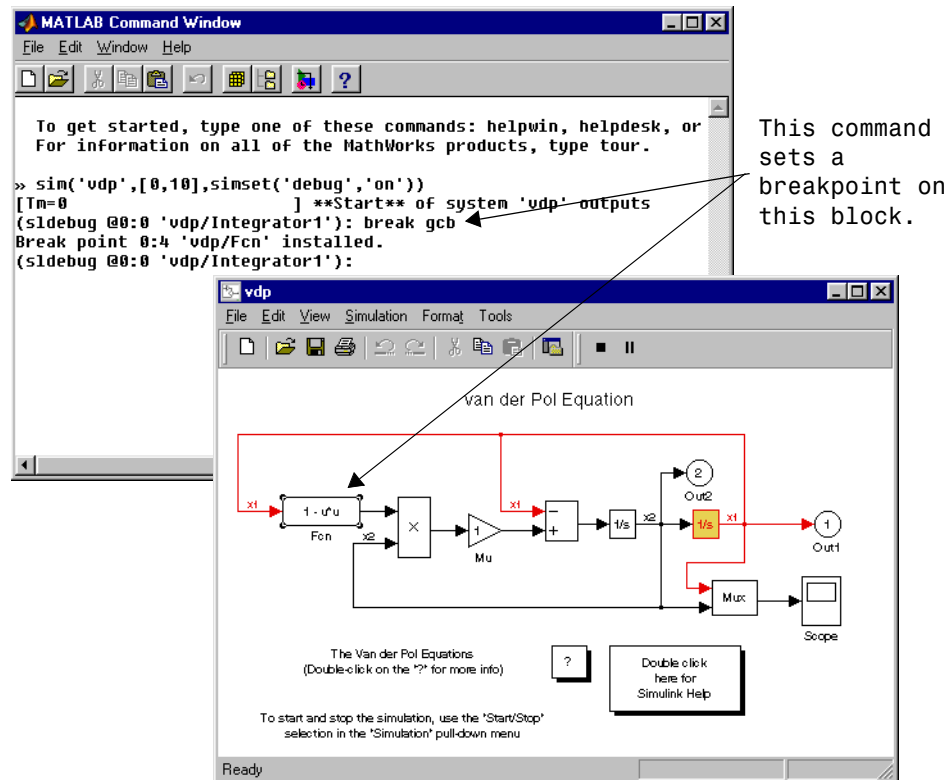 MATLAB Command Window
File Edit Window Help
To get started, type one of these commands: helpwin, helpdesk, or
For information on all of the MathWorks products, type tour.
» sim('vdp',[0,10],simset('debug','on'))
[Tm=0 ] **Start** of system 'vdp' outputs
(sldebug @0:0 'vdp/Integrator1'): break gcb
Break point 0:4 'vdp/Fcn' installed.
(sldebug @0:0 'vdp/Integrator1'):
This command
sets a
breakpoint on
this block.
vdp
File Edit View Simulation Format Tools
van der Pol Equation
2
Out2
x1
1 - u*u
Fcn
x2
×
1
Mu
x1
−
+
1/s
x2
1/s
x1
1
Out1
Mux
Scope
The Van der Pol Equations
(Double-click on the "?" for more info)
?
Double click
here for
Simulink Help
To start and stop the simulation, use the "Start/Stop"
selection in the "Simulation" pull-down menu
Ready